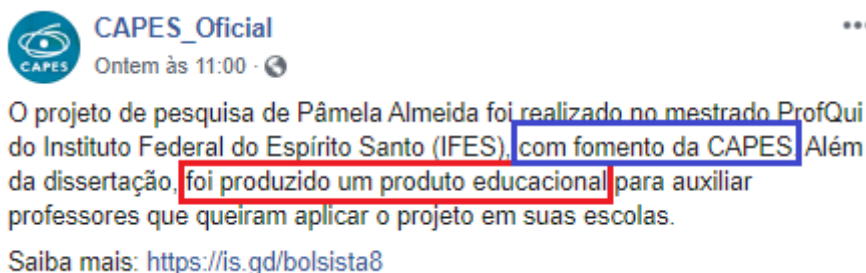 CAPES_Oficial
CAPES
Ontem às 11:00 ·
O projeto de pesquisa de Pâmela Almeida foi realizado no mestrado ProfQui
do Instituto Federal do Espírito Santo (IFES), com fomento da CAPES. Além
da dissertação, foi produzido um produto educacional para auxiliar
professores que queiram aplicar o projeto em suas escolas.
Saiba mais: https://is.gd/bolsista8